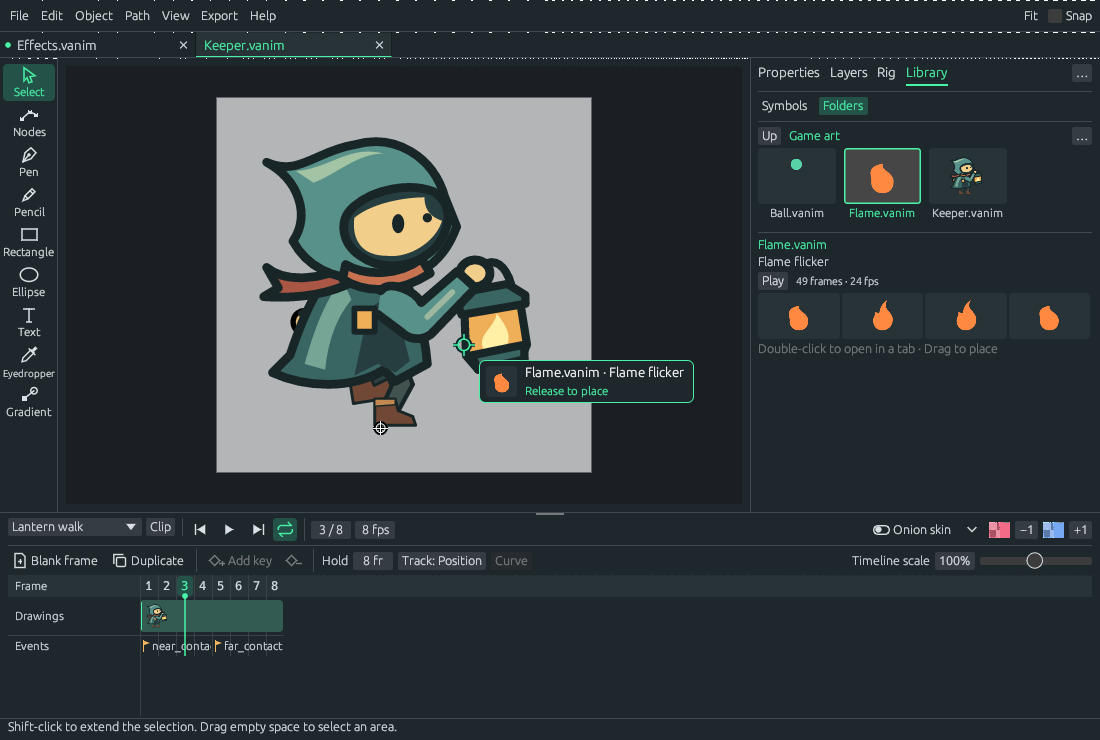 File Edit Object Path View Export Help Fit Snap
Effects.vanim × Keeper.vanim ×
Select
Nodes
Pen
Pencil
Rectangle
Ellipse
Text
Eyedropper
Gradient
Properties Layers Rig Library ...
Symbols Folders
Up Game art ...
Ball.vanim Flame.vanim Keeper.vanim
Flame.vanim
Flame flicker
Play 49 frames · 24 fps
Double-click to open in a tab · Drag to place
Flame.vanim · Flame flicker
Release to place
Lantern walk Clip 3 / 8 8 fps Onion skin −1 +1
Blank frame Duplicate Add key Hold 8 fr Track: Position Curve Timeline scale 100%
Frame 1 2 3 4 5 6 7 8
Drawings
Events near_conta far_contact
Shift-click to extend the selection. Drag empty space to select an area.